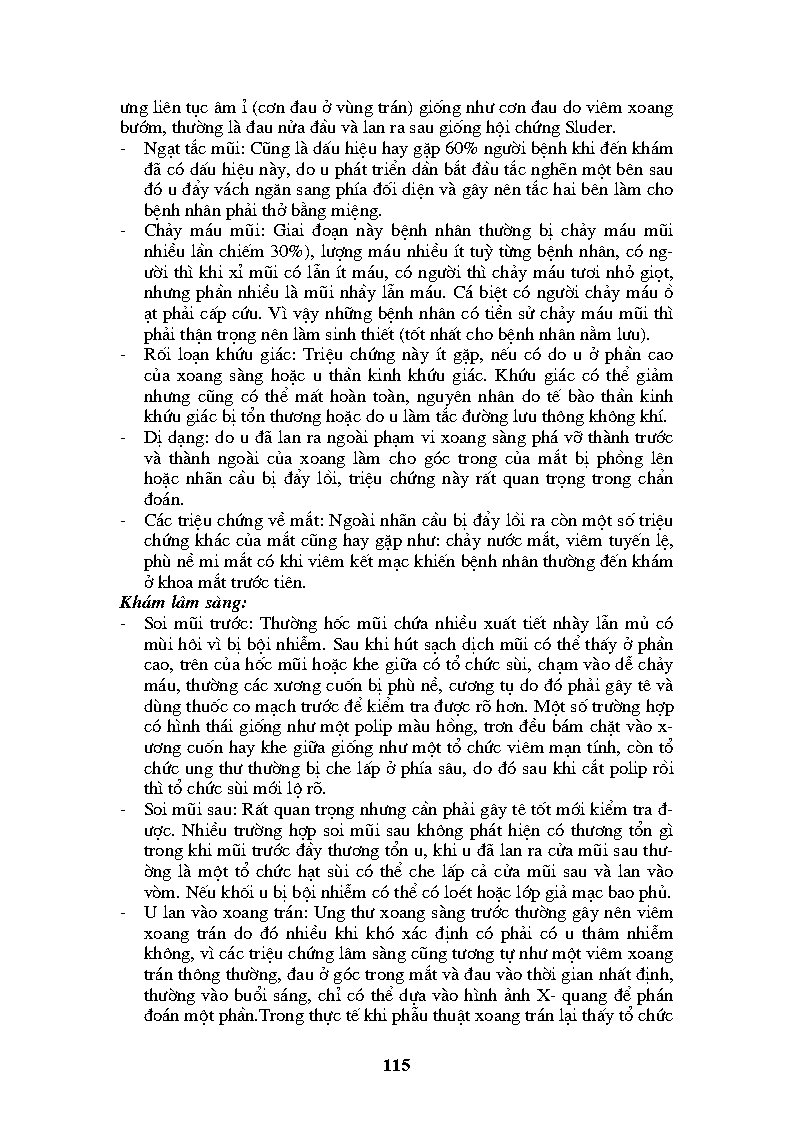 ưng liên tục âm ỉ (cơn đau ở vùng trán) giống như cơn đau do viêm xoang
bướm, thường là đau nửa đầu và lan ra sau giống hội chứng Sluder.
- Ngạt tắc mũi: Cũng là dấu hiệu hay gặp 60% người bệnh khi đến khám
đã có dấu hiệu này, do u phát triển dần bắt đầu tắc nghẽn một bên sau
đó u đẩy vách ngăn sang phía đối diện và gây nên tắc hai bên làm cho
bệnh nhân phải thở bằng miệng.
- Chảy máu mũi: Giai đoạn này bệnh nhân thường bị chảy máu mũi
nhiều lần chiếm 30%), lượng máu nhiều ít tuỳ từng bệnh nhân, có ng-
ười thì khi xỉ mũi có lẫn ít máu, có người thì chảy máu tươi nhỏ giọt,
nhưng phần nhiều là mũi nhầy lẫn máu. Cá biệt có người chảy máu ồ
ạt phải cấp cứu. Vì vậy những bệnh nhân có tiền sử chảy máu mũi thì
phải thận trọng nên làm sinh thiết (tốt nhất cho bệnh nhân nằm lưu).
- Rối loạn khứu giác: Triệu chứng này ít gặp, nếu có do u ở phần cao
của xoang sàng hoặc u thần kinh khứu giác. Khứu giác có thể giảm
nhưng cũng có thể mất hoàn toàn, nguyên nhân do tế bào thần kinh
khứu giác bị tổn thương hoặc do u làm tắc đường lưu thông không khí.
- Dị dạng: do u đã lan ra ngoài phạm vi xoang sàng phá vỡ thành trước
và thành ngoài của xoang làm cho góc trong của mắt bị phồng lên
hoặc nhãn cầu bị đẩy lồi, triệu chứng này rất quan trọng trong chẩn
đoán.
- Các triệu chứng về mắt: Ngoài nhãn cầu bị đẩy lồi ra còn một số triệu
chứng khác của mắt cũng hay gặp như: chảy nước mắt, viêm tuyến lệ,
phù nề mi mắt có khi viêm kết mạc khiến bệnh nhân thường đến khám
ở khoa mắt trước tiên.
Khám lâm sàng:
- Soi mũi trước: Thường hốc mũi chứa nhiều xuất tiết nhày lẫn mủ có
mùi hôi vì bị bội nhiễm. Sau khi hút sạch dịch mũi có thể thấy ở phần
cao, trên của hốc mũi hoặc khe giữa có tổ chức sùi, chạm vào dễ chảy
máu, thường các xương cuốn bị phù nề, cương tụ do đó phải gây tê và
dùng thuốc co mạch trước để kiểm tra được rõ hơn. Một số trường hợp
có hình thái giống như một polip màu hồng, trơn đều bám chặt vào x-
ương cuốn hay khe giữa giống như một tổ chức viêm mạn tính, còn tổ
chức ung thư thường bị che lấp ở phía sâu, do đó sau khi cắt polip rồi
thì tổ chức sùi mới lộ rõ.
- Soi mũi sau: Rất quan trọng nhưng cần phải gây tê tốt mới kiểm tra đ-
ược. Nhiều trường hợp soi mũi sau không phát hiện có thương tổn gì
trong khi mũi trước đầy thương tổn u, khi u đã lan ra cửa mũi sau thư-
ờng là một tổ chức hạt sùi có thể che lấp cả cửa mũi sau và lan vào
vòm. Nếu khối u bị bội nhiễm có thể có loét hoặc lớp giả mạc bao phủ.
- U lan vào xoang trán: Ung thư xoang sàng trước thường gây nên viêm
xoang trán do đó nhiều khi khó xác định có phải có u thâm nhiễm
không, vì các triệu chứng lâm sàng cũng tương tự như một viêm xoang
trán thông thường, đau ở góc trong mắt và đau vào thời gian nhất định,
thường vào buổi sáng, chỉ có thể dựa vào hình ảnh X- quang để phán
đoán một phần.Trong thực tế khi phẫu thuật xoang trán lại thấy tổ chức
115